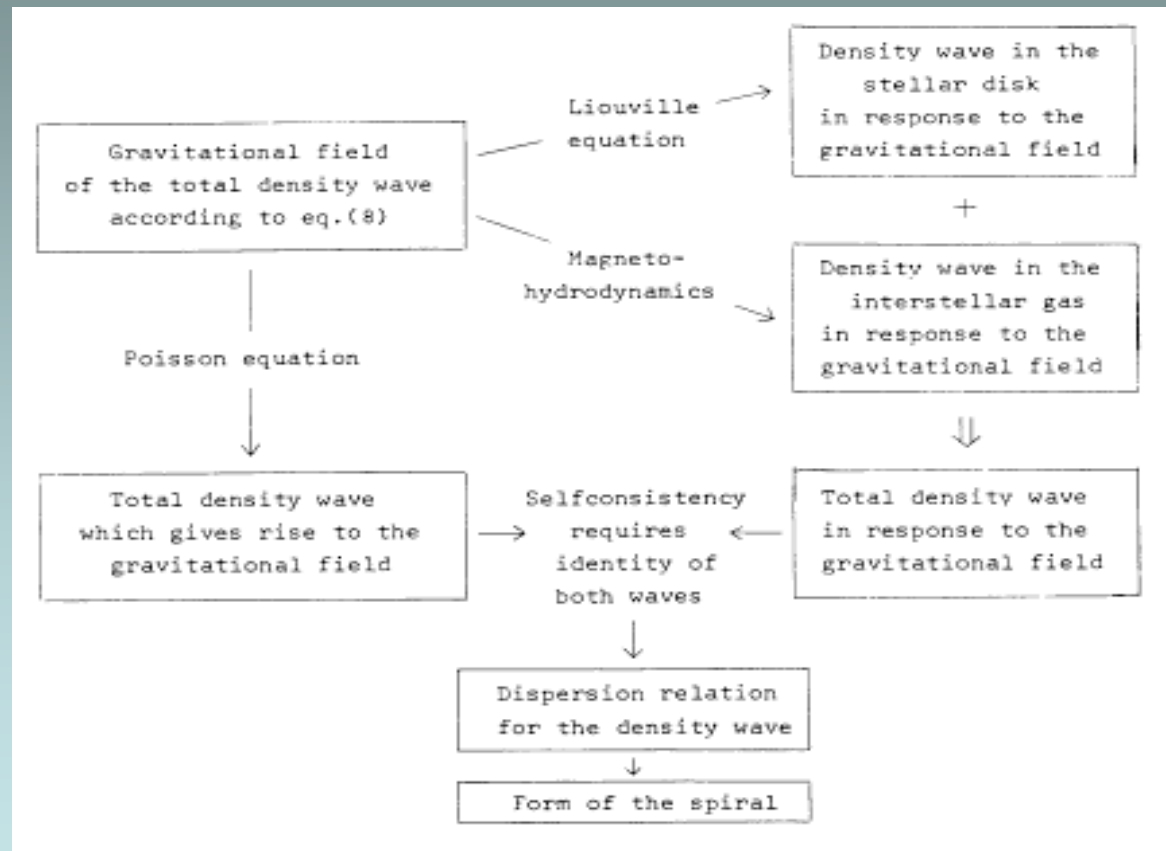 Density wave in the
stellar disk
in response to the
gravitational field
Liouville
equation
Gravitational field
of the total density wave
according to eq.(8)
+
Magneto-
hydrodynamics
Density wave in the
interstellar gas
in response to the
gravitational field
Poisson equation
Total density wave
which gives rise to the
gravitational field
Selfconsistency
requires
identity of
both waves
Total density wave
in response to the
gravitational field
Dispersion relation
for the density wave
Form of the spiral